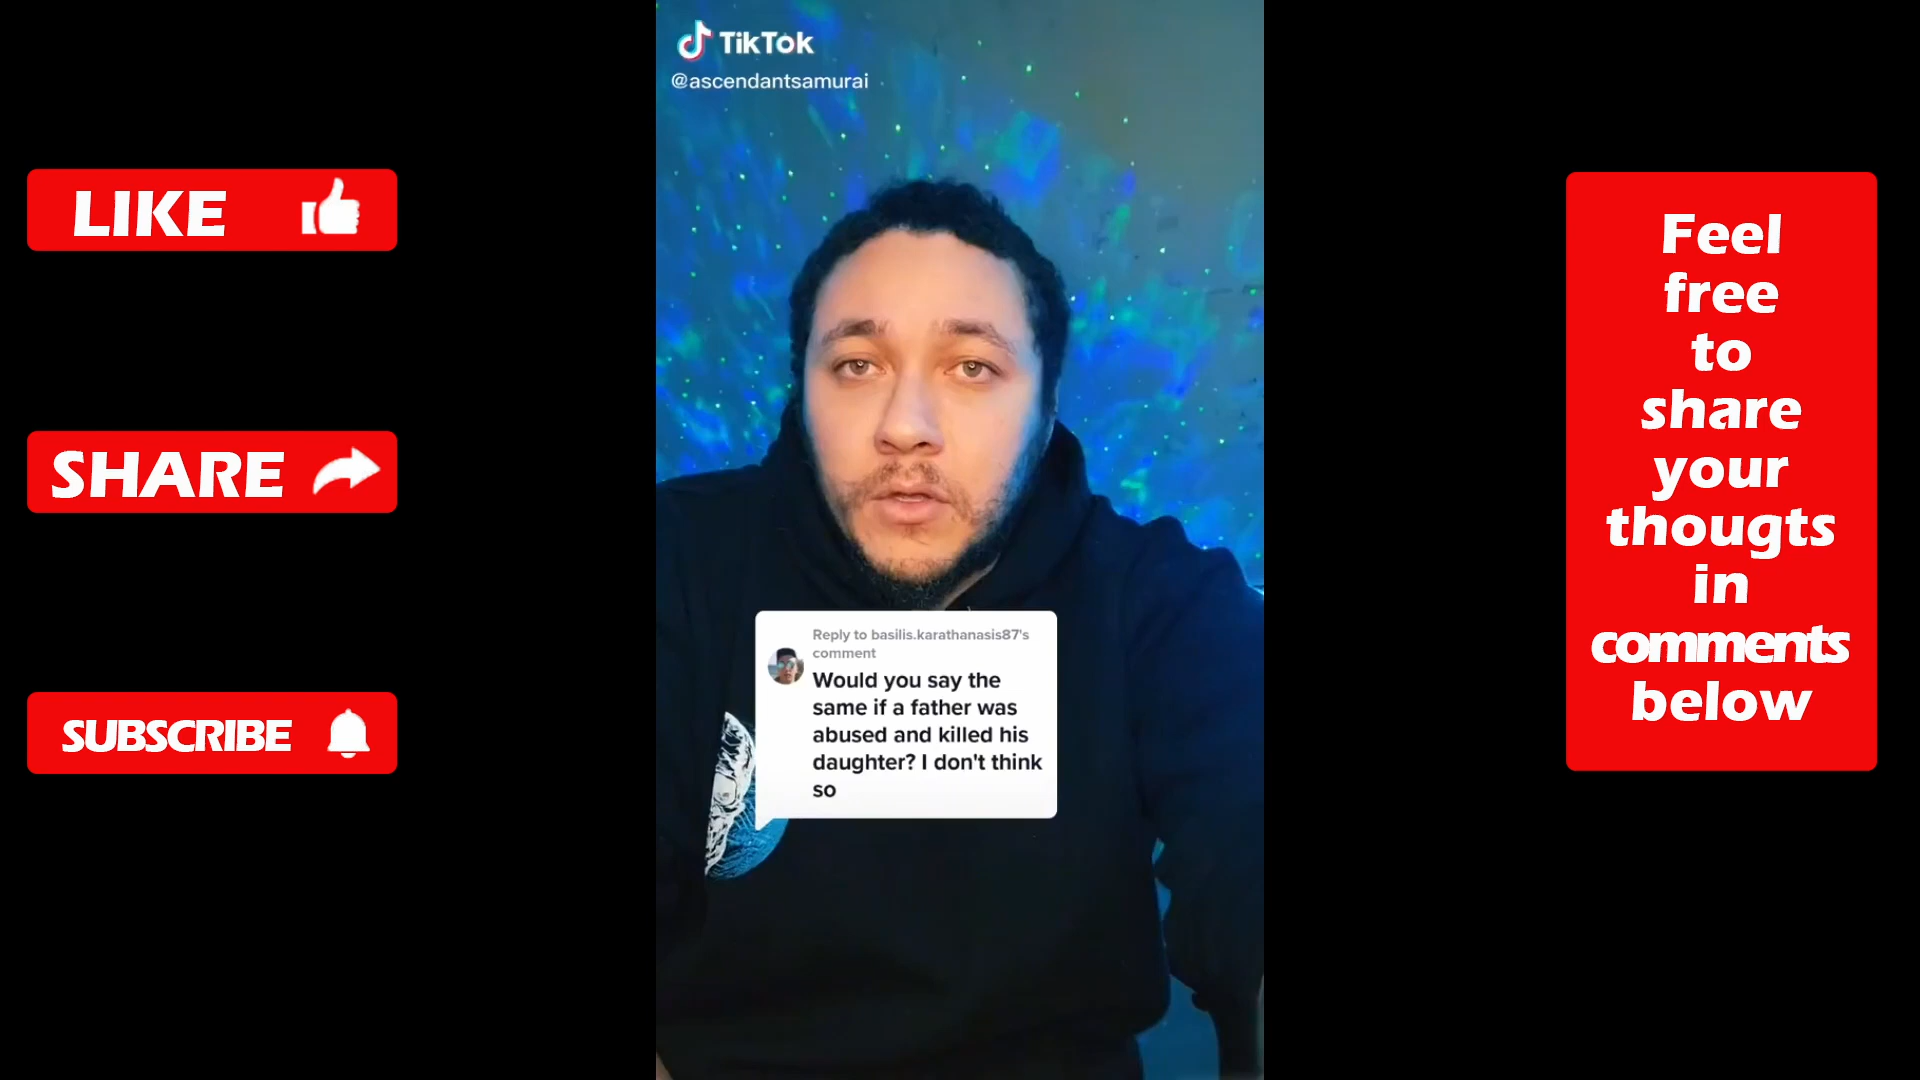 TikTok
@ascendantsamurai
LIKE
SHARE
SUBSCRIBE
Reply to basilis.karathanasis87's
comment
Would you say the
same if a father was
abused and killed his
daughter? I don't think
so
Feel
free
to
share
your
thougts
in
comments
below